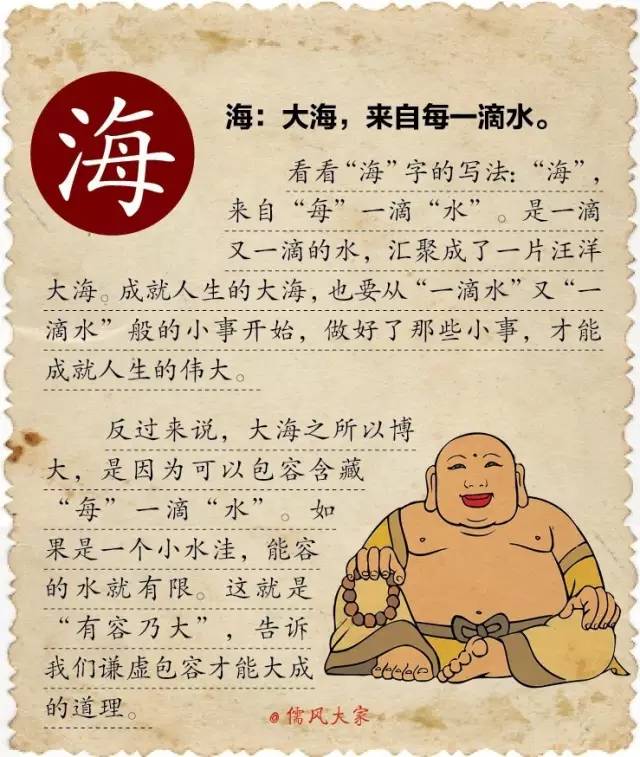 海
海：大海，来自每一滴水。
看看“海”字的写法：“海”，
来自“每”一滴“水”。是一滴
又一滴的水，汇聚成了一片汪洋
大海。成就人生的大海，也要从“一滴水”又“一
滴水”般的小事开始，做好了那些小事，才能
成就人生的伟大。
反过来说，大海之所以博
大，是因为可以包容含藏
“每”一滴“水”。如
果是一个小水洼，能容
的水就有限。这就是
“有容乃大”，告诉
我们谦虚包容才能大成
的道理。
@儒风大家